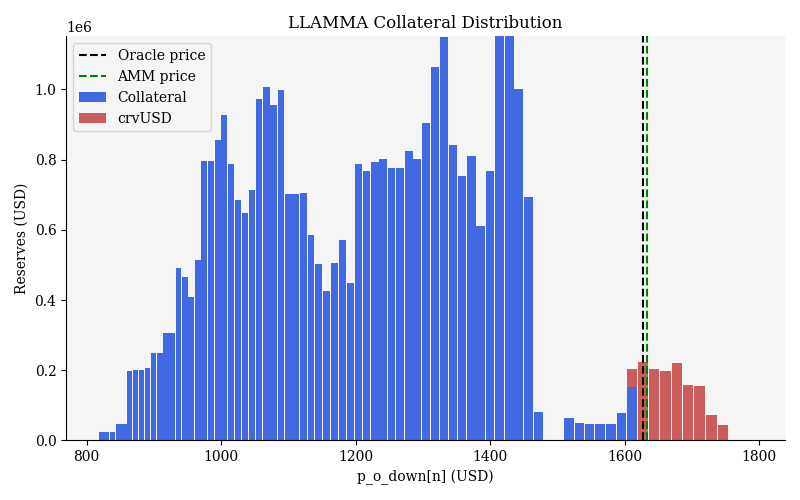 LLAMMA Collateral Distribution
1e6
Oracle price
AMM price
Collateral
crvUSD
1.0
0.8
0.6
0.4
0.2
0.0
Reserves (USD)
800 1000 1200 1400 1600 1800
p_o_down[n] (USD)